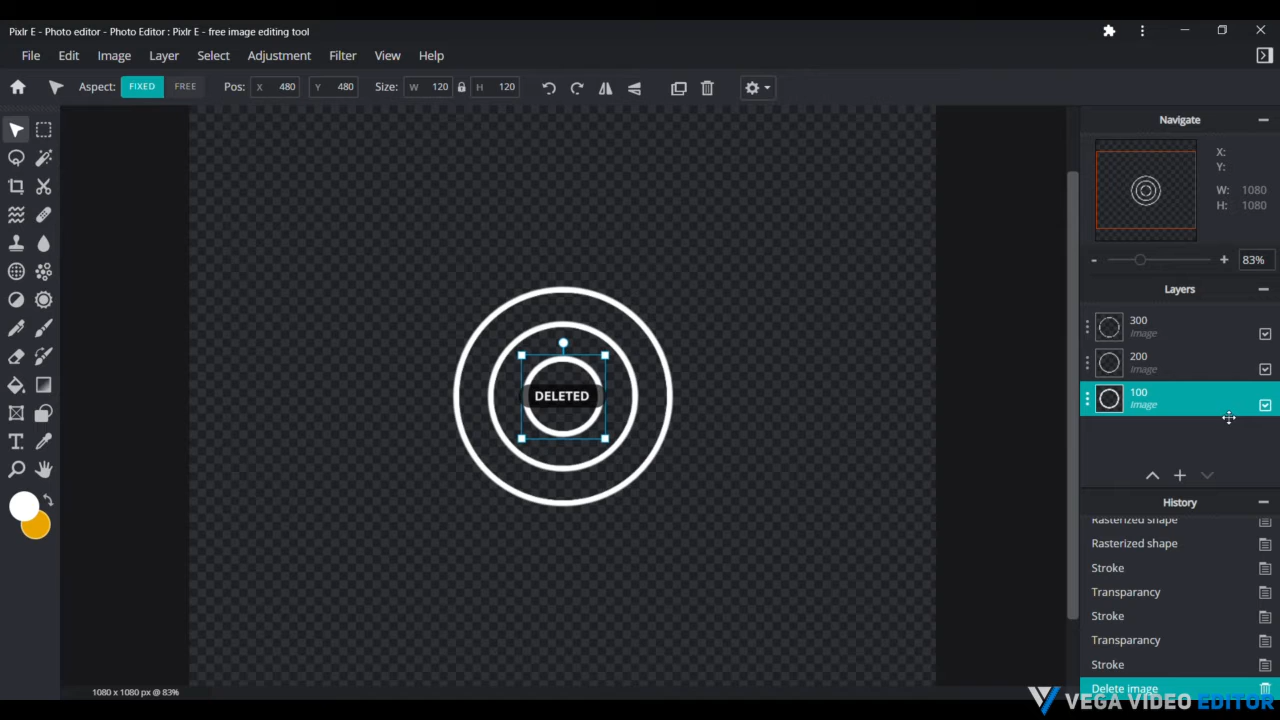 Pixlr E - Photo editor - Photo Editor : Pixlr E - free image editing tool
File Edit Image Layer Select Adjustment Filter View Help
Aspect: FIXED FREE Pos: X 480 Y 480 Size: W 120 H 120
Navigate
X:
Y:
W: 1080
H: 1080
- + 83%
Layers
300
Image
200
Image
100
Image
DELETED
History
Rasterized shape
Rasterized shape
Stroke
Transparancy
Stroke
Transparancy
Stroke
Delete image
1080 x 1080 px @ 83%
VEGA VIDEO EDITOR